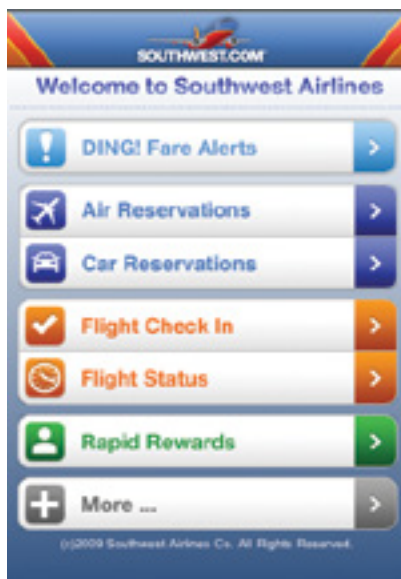 SOUTHWEST.COM
Welcome to Southwest Airlines
DING! Fare Alerts
Air Reservations
Car Reservations
Flight Check In
Flight Status
Rapid Rewards
More ...
(c)2009 Southwest Airlines Co. All Rights Reserved.